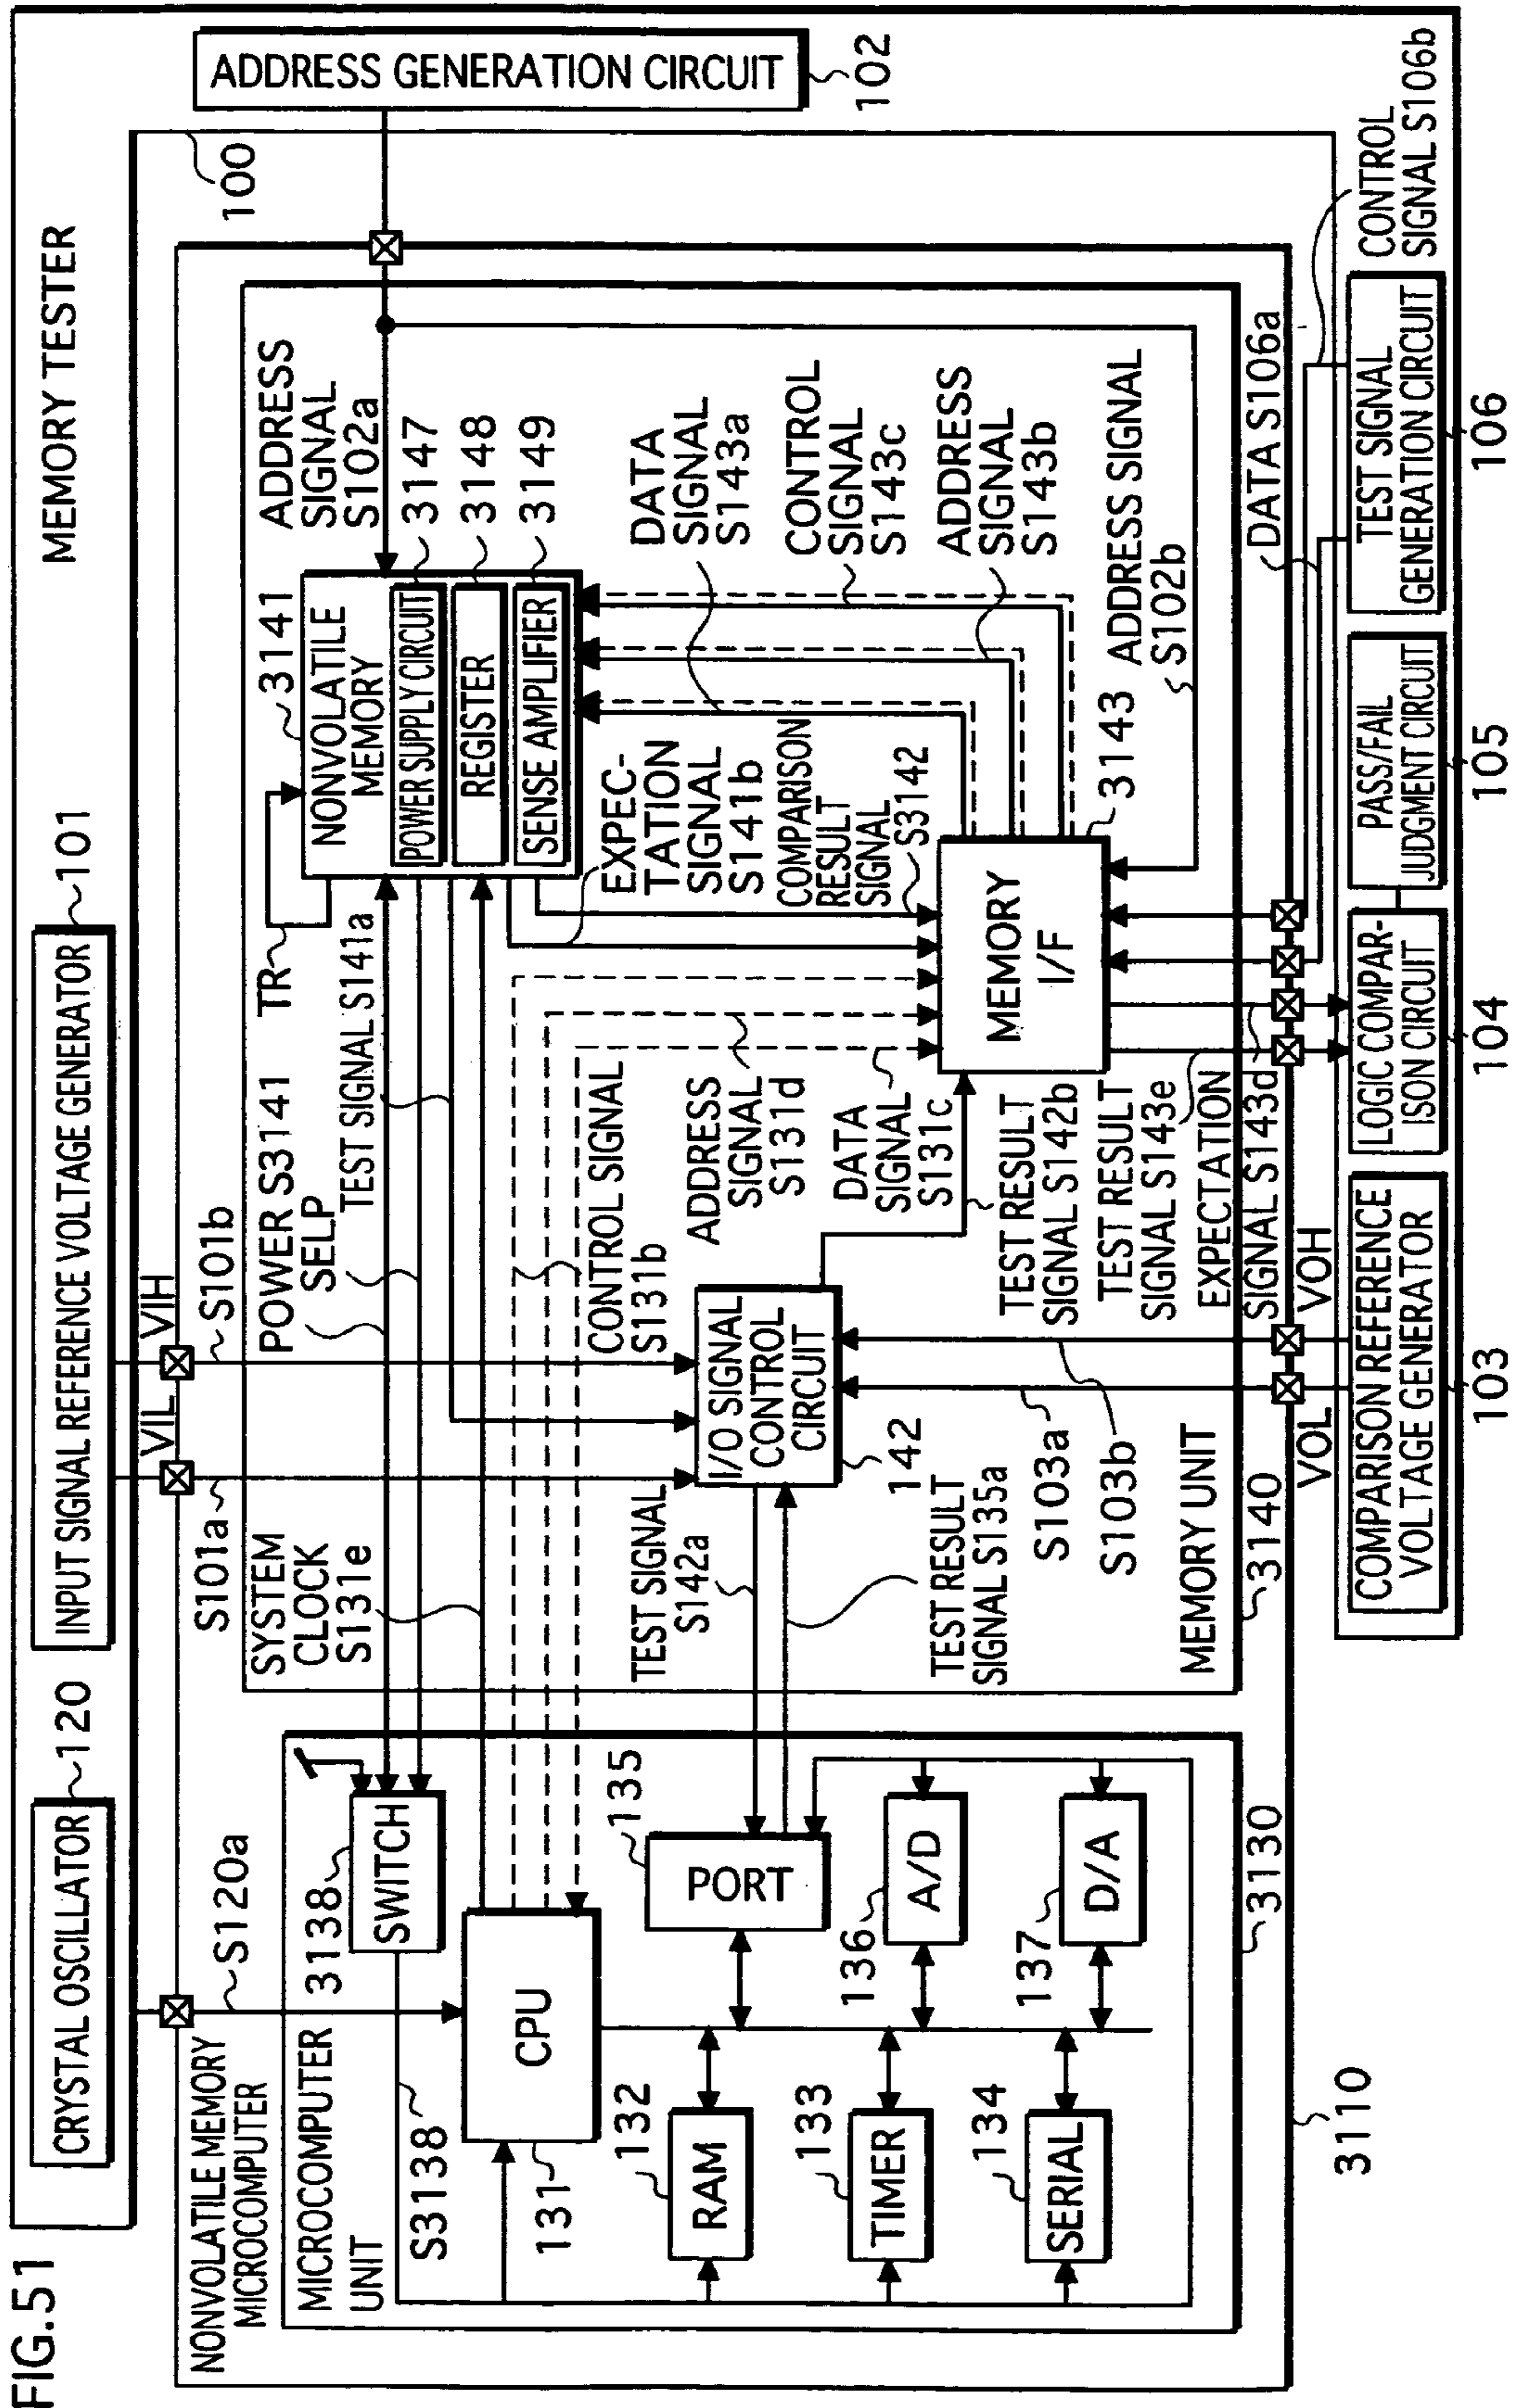 FIG.51
MEMORY TESTER
CRYSTAL OSCILLATOR
120
INPUT SIGNAL REFERENCE VOLTAGE GENERATOR
101
ADDRESS GENERATION CIRCUIT
102
100
S120a
VIL
VIH
S101a
S101b
NONVOLATILE MEMORY
MICROCOMPUTER
MICROCOMPUTER
UNIT
S3138
3138
SWITCH
CPU
131
132
RAM
133
TIMER
134
SERIAL
135
PORT
136
A/D
137
D/A
3130
3110
SYSTEM
CLOCK
S131e
POWER S3141
SELP
TEST SIGNAL S141a
TR
NONVOLATILE
MEMORY
3141
POWER SUPPLY CIRCUIT
REGISTER
SENSE AMPLIFIER
ADDRESS
SIGNAL
S102a
3147
3148
3149
CONTROL SIGNAL
S131b
ADDRESS
SIGNAL
S131d
DATA
SIGNAL
S131c
EXPEC-
TATION
SIGNAL
S141b
COMPARISON
RESULT
SIGNAL
S3142
DATA
SIGNAL
S143a
CONTROL
SIGNAL
S143c
ADDRESS
SIGNAL
S143b
ADDRESS SIGNAL
S102b
TEST SIGNAL
S142a
I/O SIGNAL
CONTROL
CIRCUIT
142
TEST RESULT
SIGNAL S135a
S103a
S103b
MEMORY
I/F
3143
TEST RESULT
SIGNAL S142b
TEST RESULT
SIGNAL S143e
EXPECTATION
SIGNAL S143d
MEMORY UNIT
3140
VOL
VOH
DATA S106a
CONTROL
SIGNAL S106b
COMPARISON REFERENCE
VOLTAGE GENERATOR
103
LOGIC COMPAR-
ISON CIRCUIT
104
PASS/FAIL
JUDGMENT CIRCUIT
105
TEST SIGNAL
GENERATION CIRCUIT
106